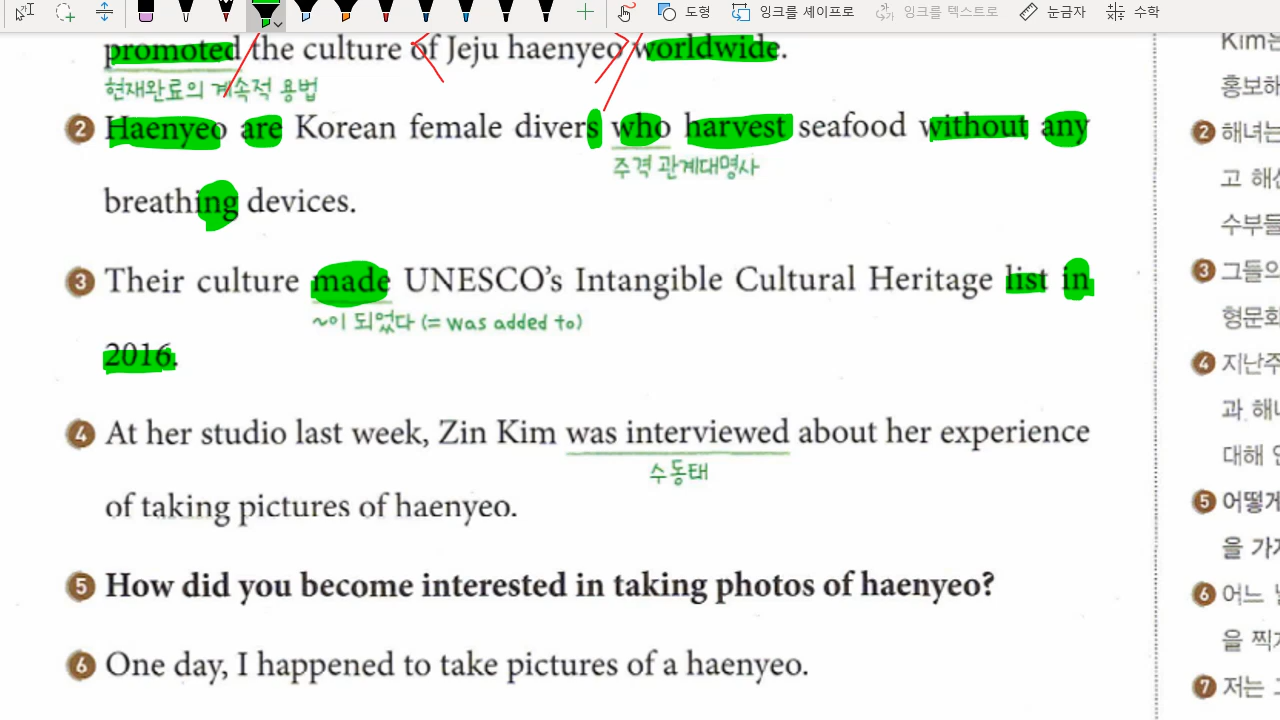 도형 잉크를 셰이프로 잉크를 텍스트로 눈금자 수학
promoted the culture of Jeju haenyeo worldwide.
현재완료의 계속적 용법
② Haenyeo are Korean female divers who harvest seafood without any
주격 관계대명사
breathing devices.
③ Their culture made UNESCO's Intangible Cultural Heritage list in
~이 되었다 (= was added to)
2016.
④ At her studio last week, Zin Kim was interviewed about her experience
수동태
of taking pictures of haenyeo.
⑤ How did you become interested in taking photos of haenyeo?
⑥ One day, I happened to take pictures of a haenyeo.
Kim은
홍보해
② 해녀는
고 해산
수부들
③ 그들의
형문화
④ 지난주
과 해녀
대해 인
⑤ 어떻게
을 가지
⑥ 어느 날
을 찍게
⑦ 저는